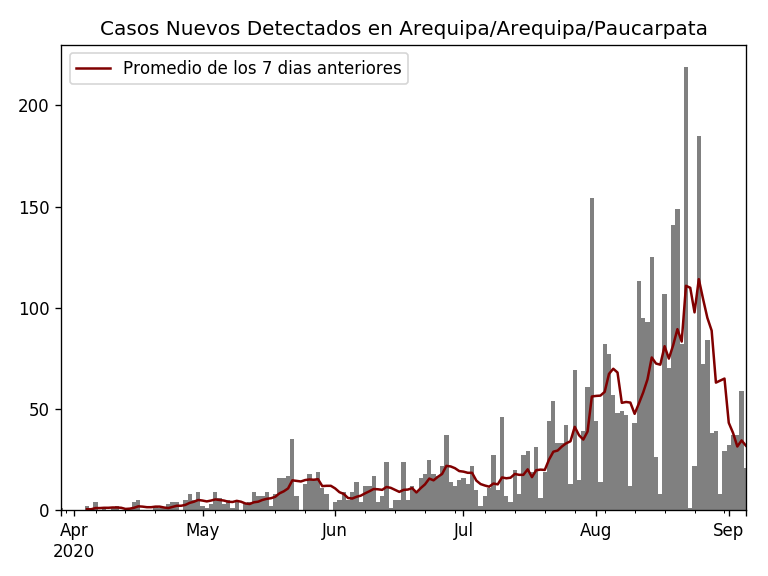 Casos Nuevos Detectados en Arequipa/Arequipa/Paucarpata
Promedio de los 7 dias anteriores
200
150
100
50
0
Apr May Jun Jul Aug Sep
2020